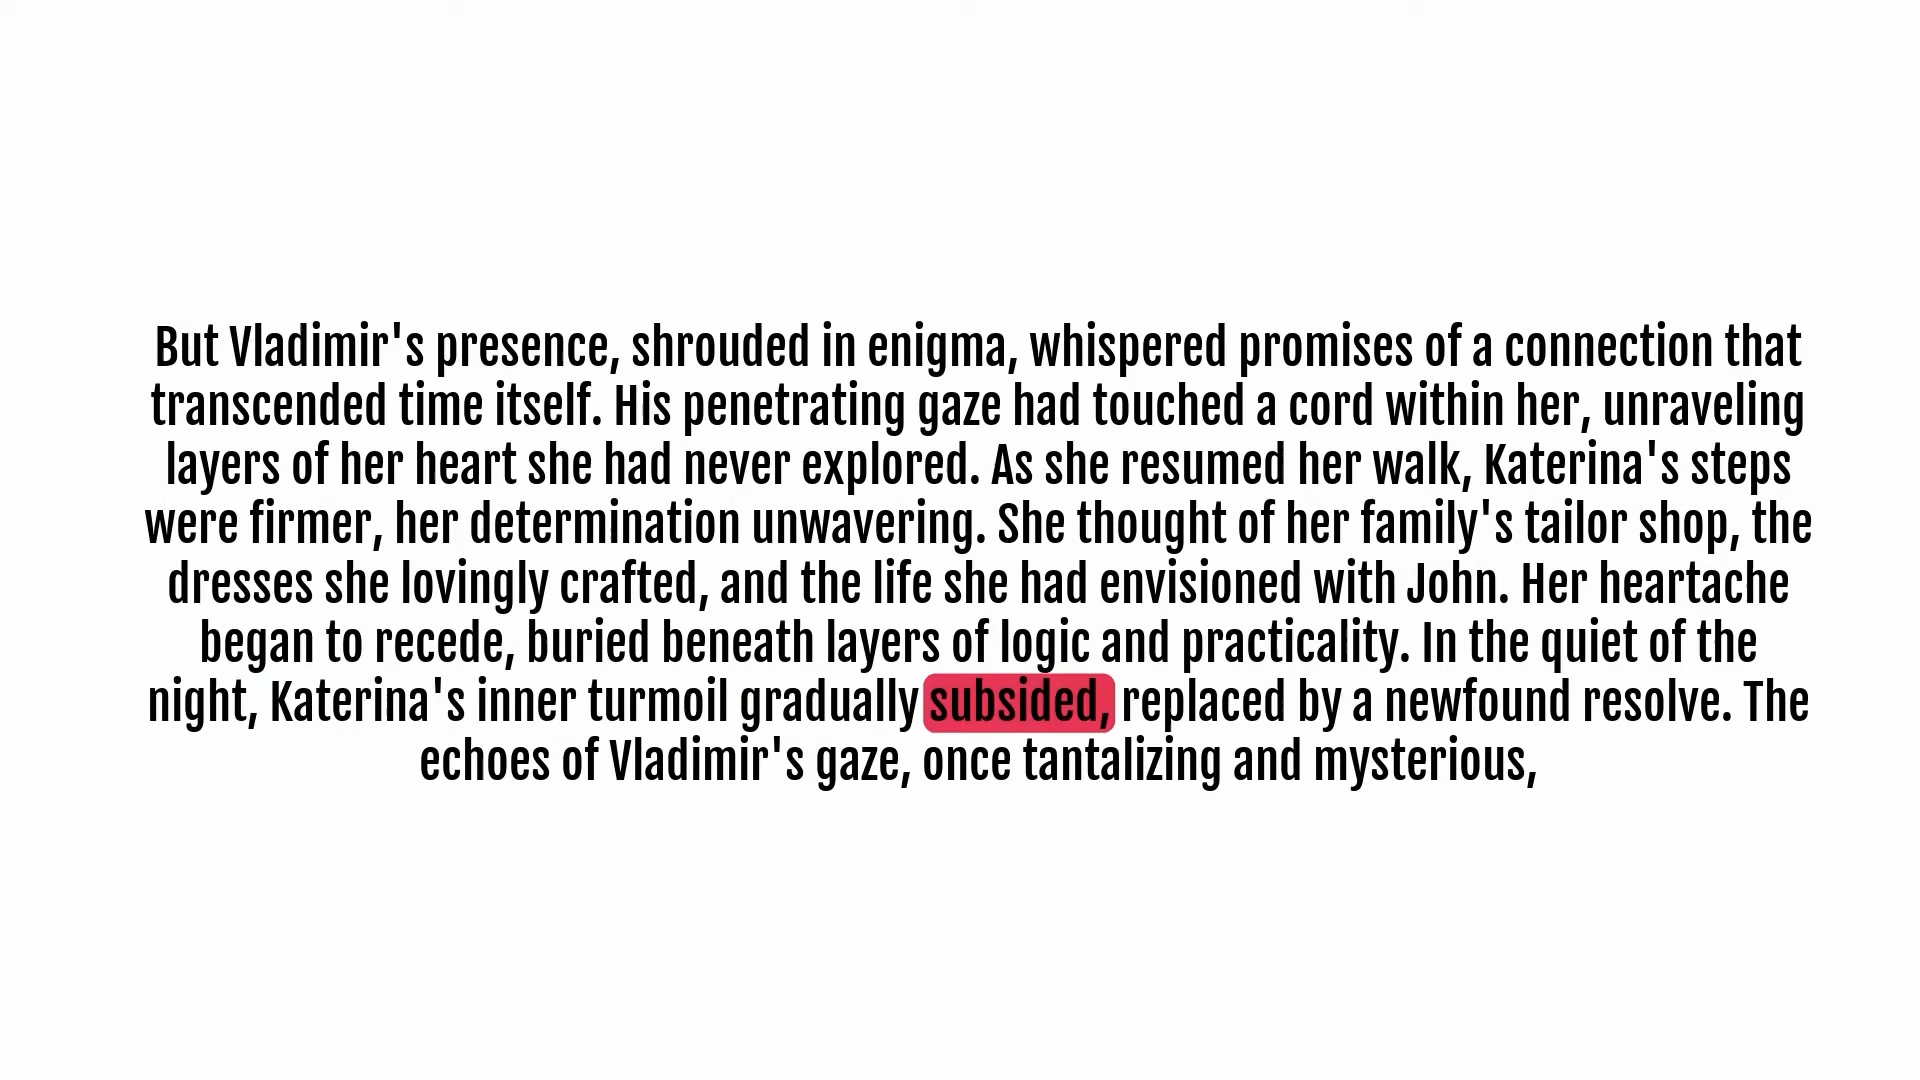 But Vladimir's presence, shrouded in enigma, whispered promises of a connection that
transcended time itself. His penetrating gaze had touched a cord within her, unraveling
layers of her heart she had never explored. As she resumed her walk, Katerina's steps
were firmer, her determination unwavering. She thought of her family's tailor shop, the
dresses she lovingly crafted, and the life she had envisioned with John. Her heartache
began to recede, buried beneath layers of logic and practicality. In the quiet of the
night, Katerina's inner turmoil gradually subsided, replaced by a newfound resolve. The
echoes of Vladimir's gaze, once tantalizing and mysterious,